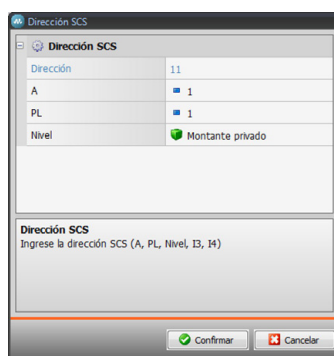 Dirección SCS
Dirección SCS
Dirección 11
A 1
PL 1
Nivel Montante privado
Dirección SCS
Ingrese la dirección SCS (A, PL, Nivel, I3, I4)
Confirmar Cancelar